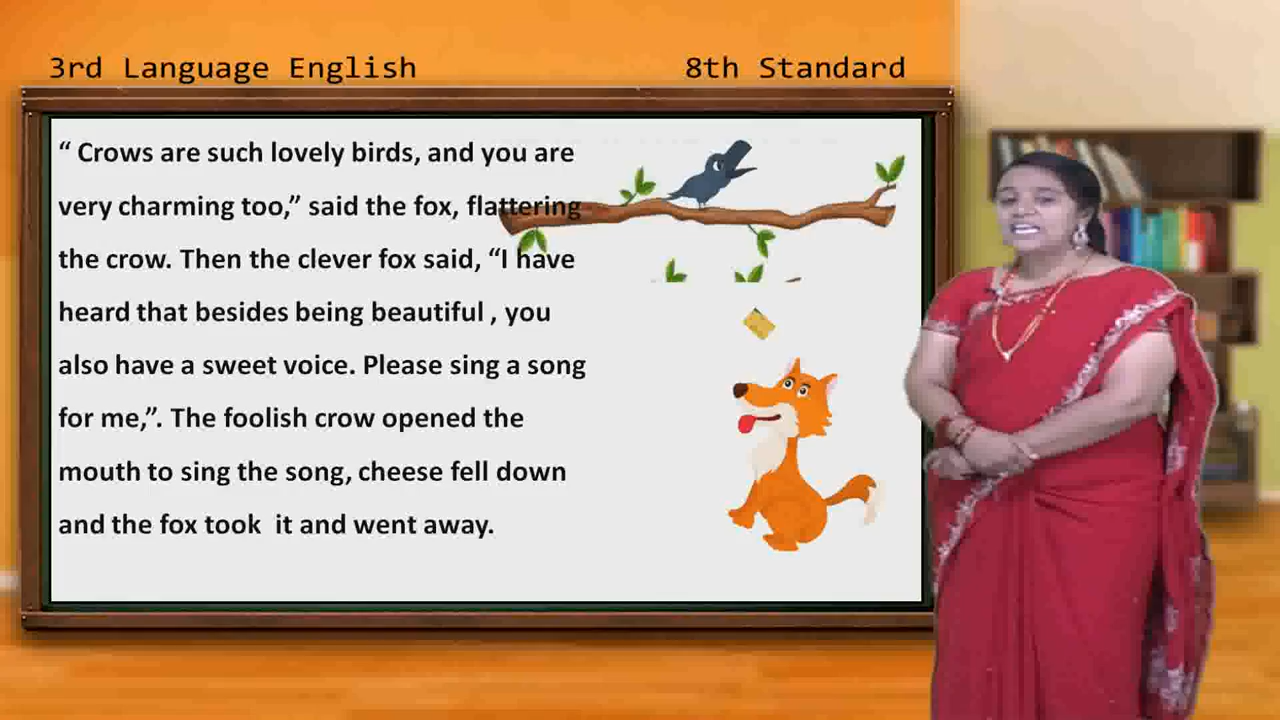 3rd Language English
8th Standard
“ Crows are such lovely birds, and you are
very charming too,” said the fox, flattering
the crow. Then the clever fox said, “I have
heard that besides being beautiful , you
also have a sweet voice. Please sing a song
for me,”. The foolish crow opened the
mouth to sing the song, cheese fell down
and the fox took  it and went away.